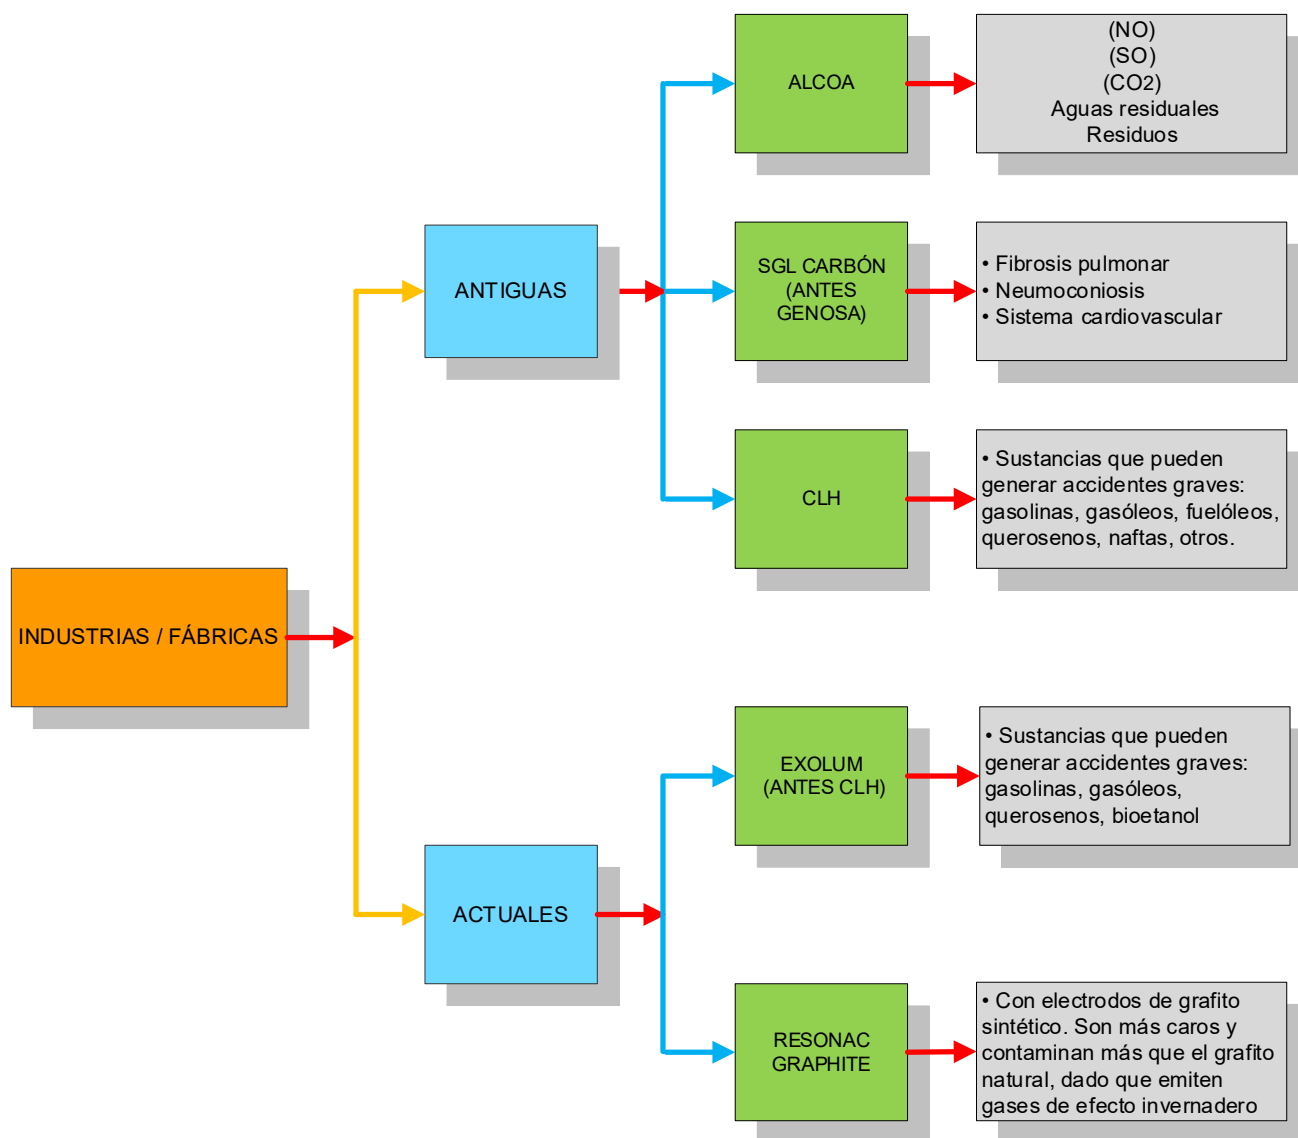 INDUSTRIAS / FÁBRICAS
ANTIGUAS
ALCOA
(NO)
(SO)
(CO2)
Aguas residuales
Residuos
SGL CARBÓN
(ANTES
GENOSA)
• Fibrosis pulmonar
• Neumoconiosis
• Sistema cardiovascular
CLH
• Sustancias que pueden
generar accidentes graves:
gasolinas, gasóleos, fuelóleos,
querosenos, naftas, otros.
ACTUALES
EXOLUM
(ANTES CLH)
• Sustancias que pueden
generar accidentes graves:
gasolinas, gasóleos,
querosenos, bioetanol
RESONAC
GRAPHITE
• Con electrodos de grafito
sintético. Son más caros y
contaminan más que el grafito
natural, dado que emiten
gases de efecto invernadero